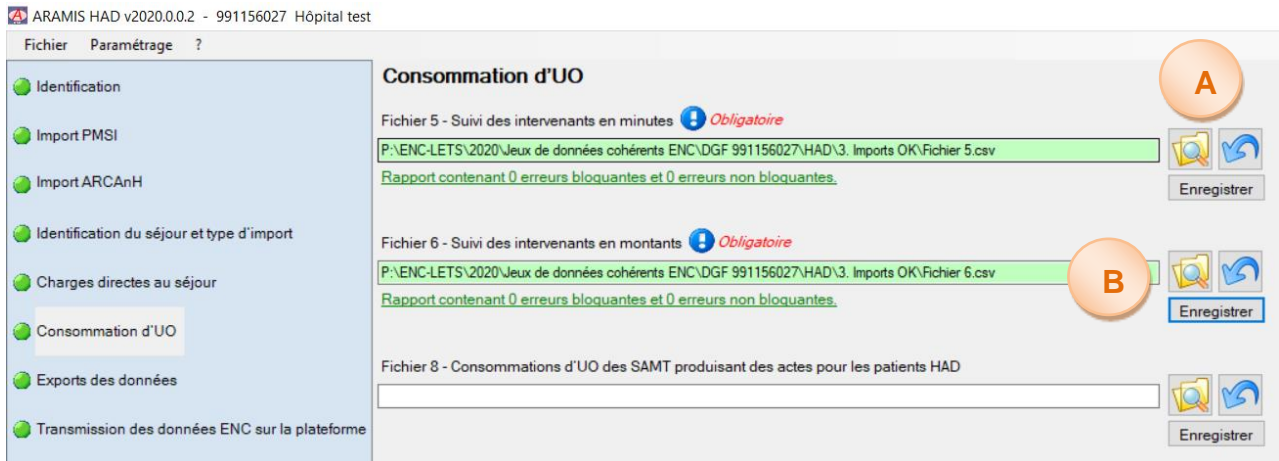 ARAMIS HAD v2020.0.0.2 - 991156027 Hôpital test
Fichier Paramétrage ?
Identification
Import PMSI
Import ARCAnH
Identification du séjour et type d'import
Charges directes au séjour
Consommation d'UO
Exports des données
Transmission des données ENC sur la plateforme
Consommation d'UO
A
Fichier 5 - Suivi des intervenants en minutes Obligatoire
P:\ENC-LETS\2020\Jeux de données cohérents ENC\DGF 991156027\HAD\3. Imports OK\Fichier 5.csv
Rapport contenant 0 erreurs bloquantes et 0 erreurs non bloquantes.
Enregistrer
Fichier 6 - Suivi des intervenants en montants Obligatoire
P:\ENC-LETS\2020\Jeux de données cohérents ENC\DGF 991156027\HAD\3. Imports OK\Fichier 6.csv
B
Rapport contenant 0 erreurs bloquantes et 0 erreurs non bloquantes.
Enregistrer
Fichier 8 - Consommations d'UO des SAMT produisant des actes pour les patients HAD
Enregistrer